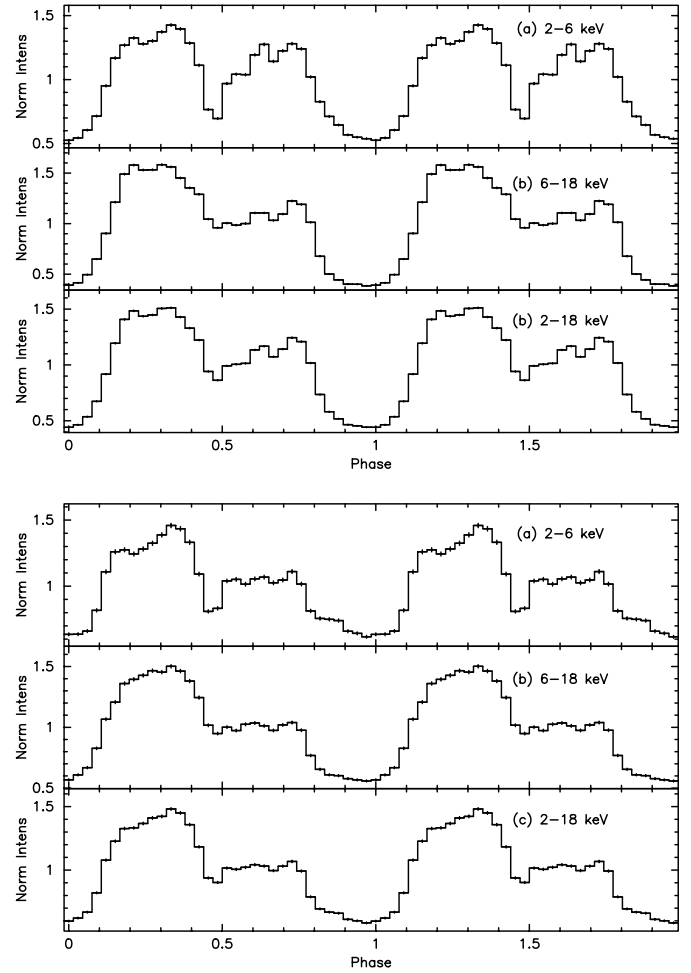 1.5
1
0.5
Norm Intens
(a) 2–6 keV
1.5
1
0.5
Norm Intens
(b) 6–18 keV
1.5
1
0.5
Norm Intens
(b) 2–18 keV
0 0.5 1 1.5
Phase
1.5
1
Norm Intens
(a) 2–6 keV
1.5
1
0.5
Norm Intens
(b) 6–18 keV
1.5
1
Norm Intens
(c) 2–18 keV
0 0.5 1 1.5
Phase